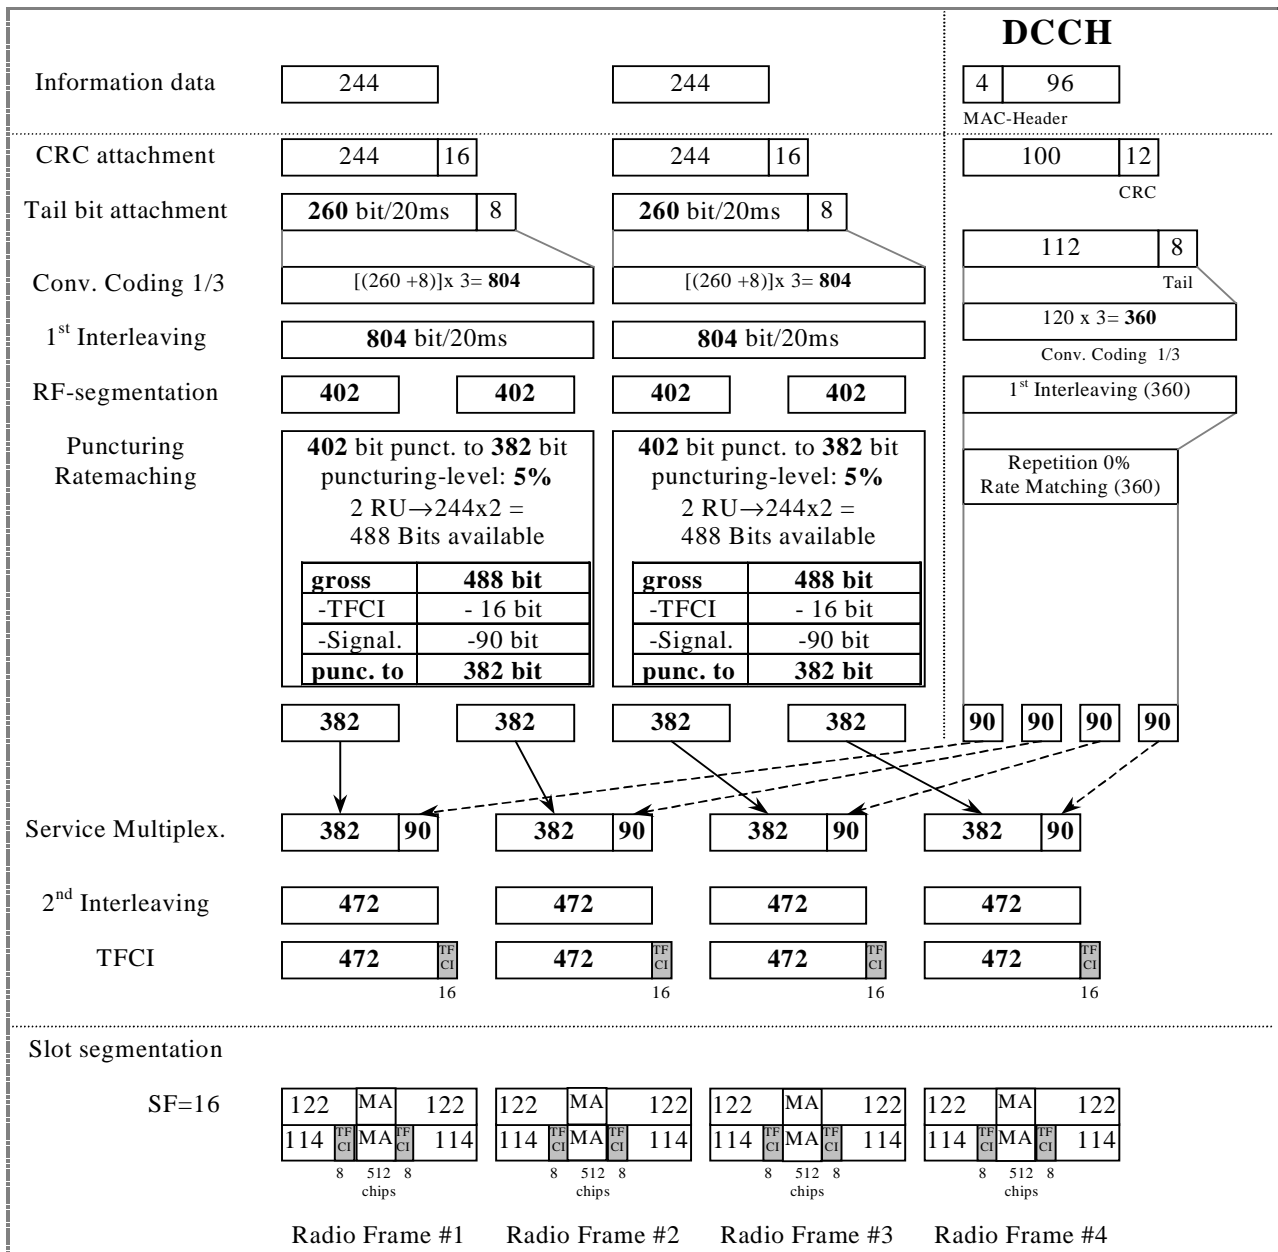 DCCH
Information data 244 244 4 96
MAC-Header
CRC attachment 244 16 244 16 100 12
CRC
Tail bit attachment 260 bit/20ms 8 260 bit/20ms 8
112 8
Tail
Conv. Coding 1/3 [(260 +8)]x 3= 804 [(260 +8)]x 3= 804
120 x 3= 360
Conv. Coding 1/3
1st Interleaving 804 bit/20ms 804 bit/20ms
RF-segmentation 402 402 402 402 1st Interleaving (360)
Puncturing 402 bit punct. to 382 bit 402 bit punct. to 382 bit
Ratemaching puncturing-level: 5% puncturing-level: 5%
Repetition 0%
Rate Matching (360)
2 RU→244x2 = 2 RU→244x2 =
488 Bits available 488 Bits available
gross 488 bit gross 488 bit
-TFCI - 16 bit -TFCI - 16 bit
-Signal. -90 bit -Signal. -90 bit
punc. to 382 bit punc. to 382 bit
382 382 382 382 90 90 90 90
Service Multiplex. 382 90 382 90 382 90 382 90
2nd Interleaving 472 472 472 472
TFCI 472 TF CI 472 TF CI 472 TF CI 472 TF CI
16 16 16 16
Slot segmentation
SF=16 122 MA 122 122 MA 122 122 MA 122 122 MA 122
114 TF CI MA TF CI 114 114 TF CI MA TF CI 114 114 TF CI MA TF CI 114 114 TF CI MA TF CI 114
8 512 8 8 512 8 8 512 8 8 512 8
chips chips chips chips
Radio Frame #1 Radio Frame #2 Radio Frame #3 Radio Frame #4